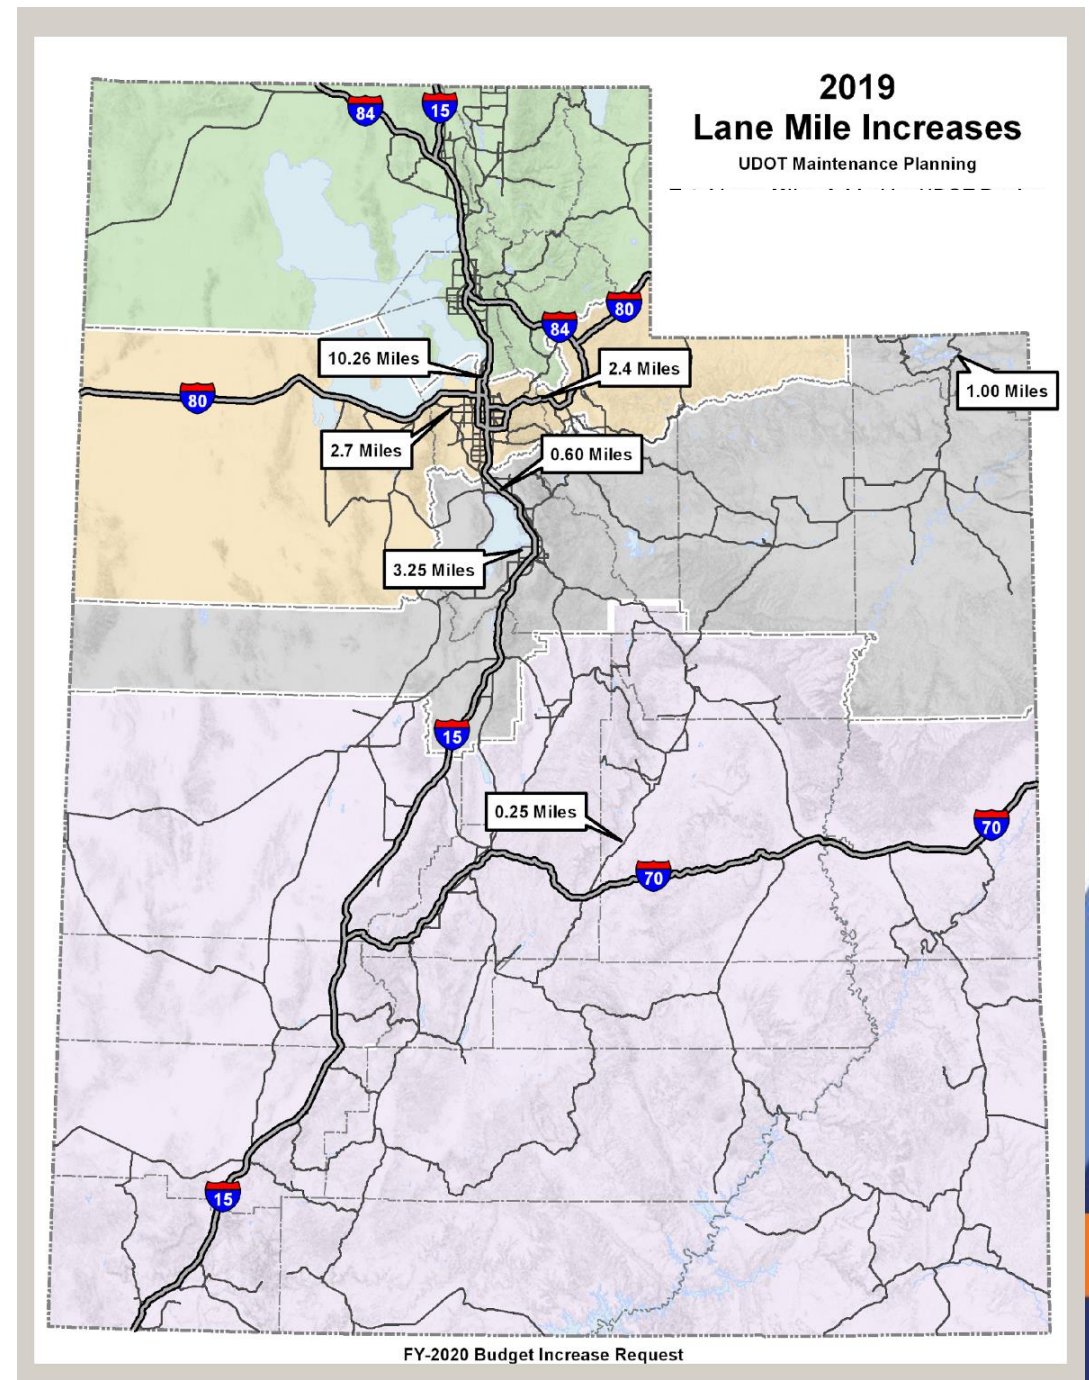 2019
Lane Mile Increases
UDOT Maintenance Planning
84
15
80
84
10.26 Miles
2.4 Miles
1.00 Miles
80
2.7 Miles
0.60 Miles
3.25 Miles
15
0.25 Miles
70
70
15
FY-2020 Budget Increase Request